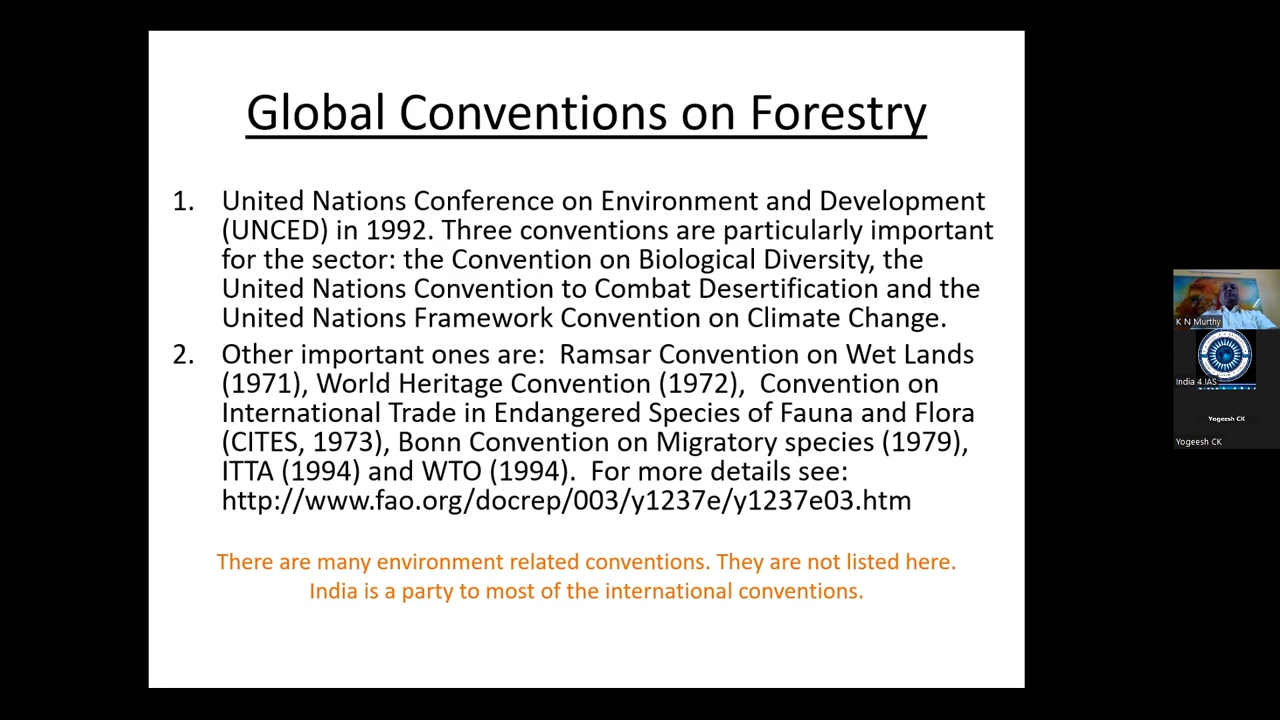 Global Conventions on Forestry
1. United Nations Conference on Environment and Development
(UNCED) in 1992. Three conventions are particularly important
for the sector: the Convention on Biological Diversity, the
United Nations Convention to Combat Desertification and the
United Nations Framework Convention on Climate Change.
2. Other important ones are: Ramsar Convention on Wet Lands
(1971), World Heritage Convention (1972), Convention on
International Trade in Endangered Species of Fauna and Flora
(CITES, 1973), Bonn Convention on Migratory species (1979),
ITTA (1994) and WTO (1994). For more details see:
http://www.fao.org/docrep/003/y1237e/y1237e03.htm
There are many environment related conventions. They are not listed here.
India is a party to most of the international conventions.
K N Murthy
India 4 IAS
Yogeesh CK
Yogeesh CK